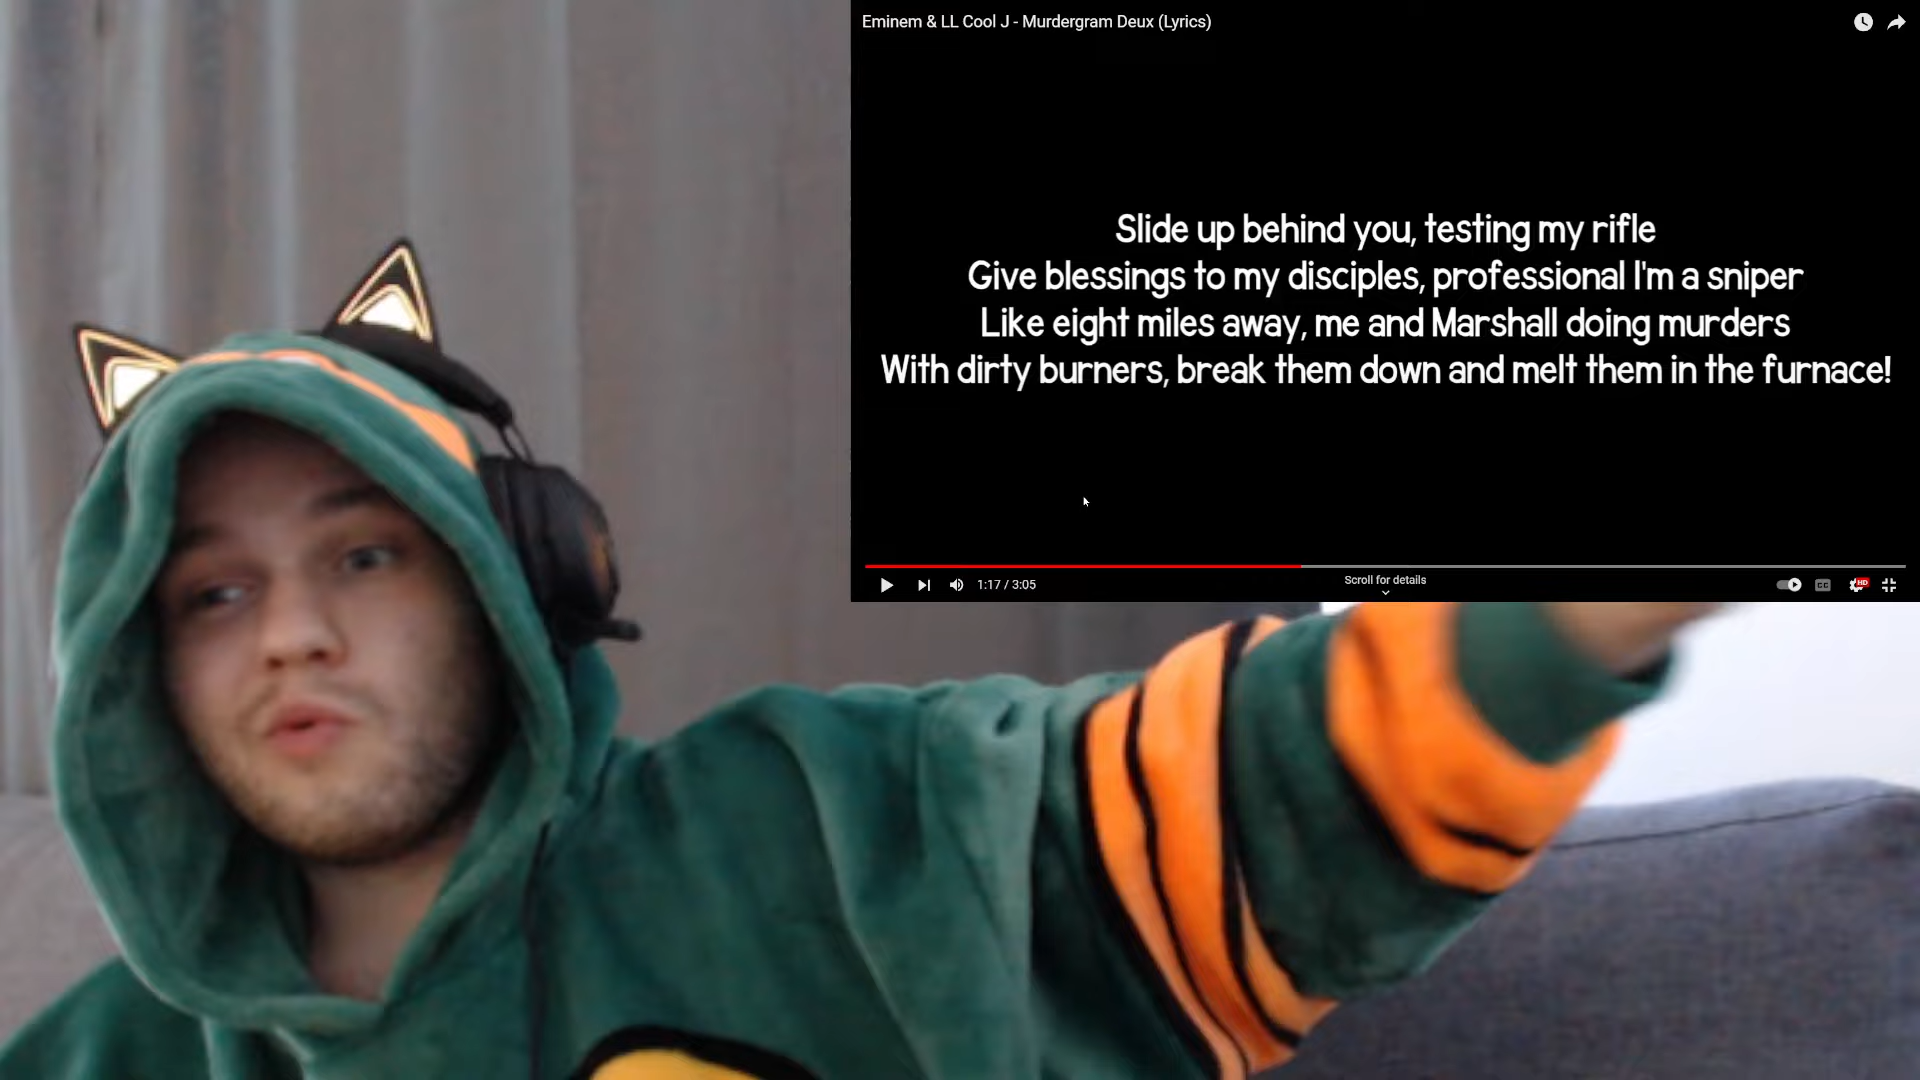 Eminem & LL Cool J - Murdergram Deux (Lyrics)
Slide up behind you, testing my rifle
Give blessings to my disciples, professional I'm a sniper
Like eight miles away, me and Marshall doing murders
With dirty burners, break them down and melt them in the furnace!
Scroll for details
1:17 / 3:05
CC
HD